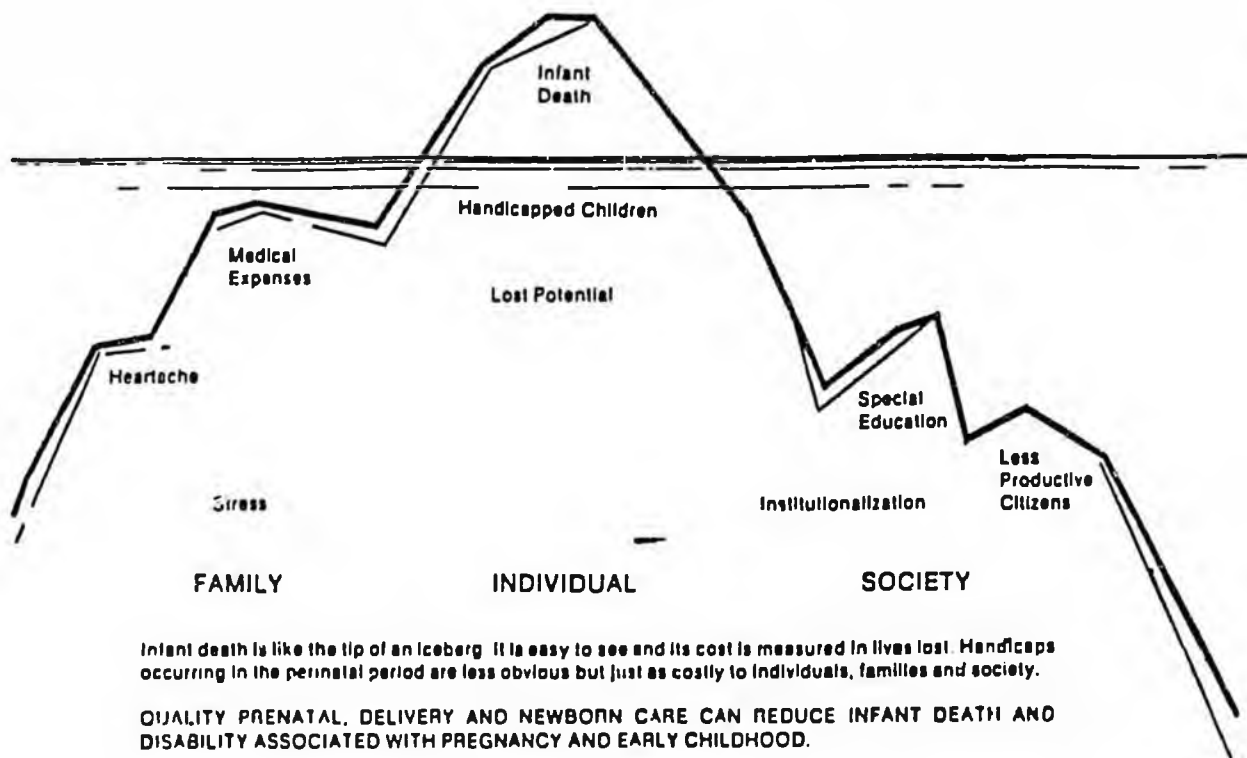 Infant
Death
Handicapped Children
Medical
Expenses
Lost Potential
Heartache
Special
Education
Less
Productive
Citizens
Stress
Institutionalization
FAMILY INDIVIDUAL SOCIETY
Infant death is like the tip of an iceberg. It is easy to see and its cost is measured in lives lost. Handicaps
occurring in the perinatal period are less obvious but just as costly to individuals, families and society.
QUALITY PRENATAL, DELIVERY AND NEWBORN CARE CAN REDUCE INFANT DEATH AND
DISABILITY ASSOCIATED WITH PREGNANCY AND EARLY CHILDHOOD.